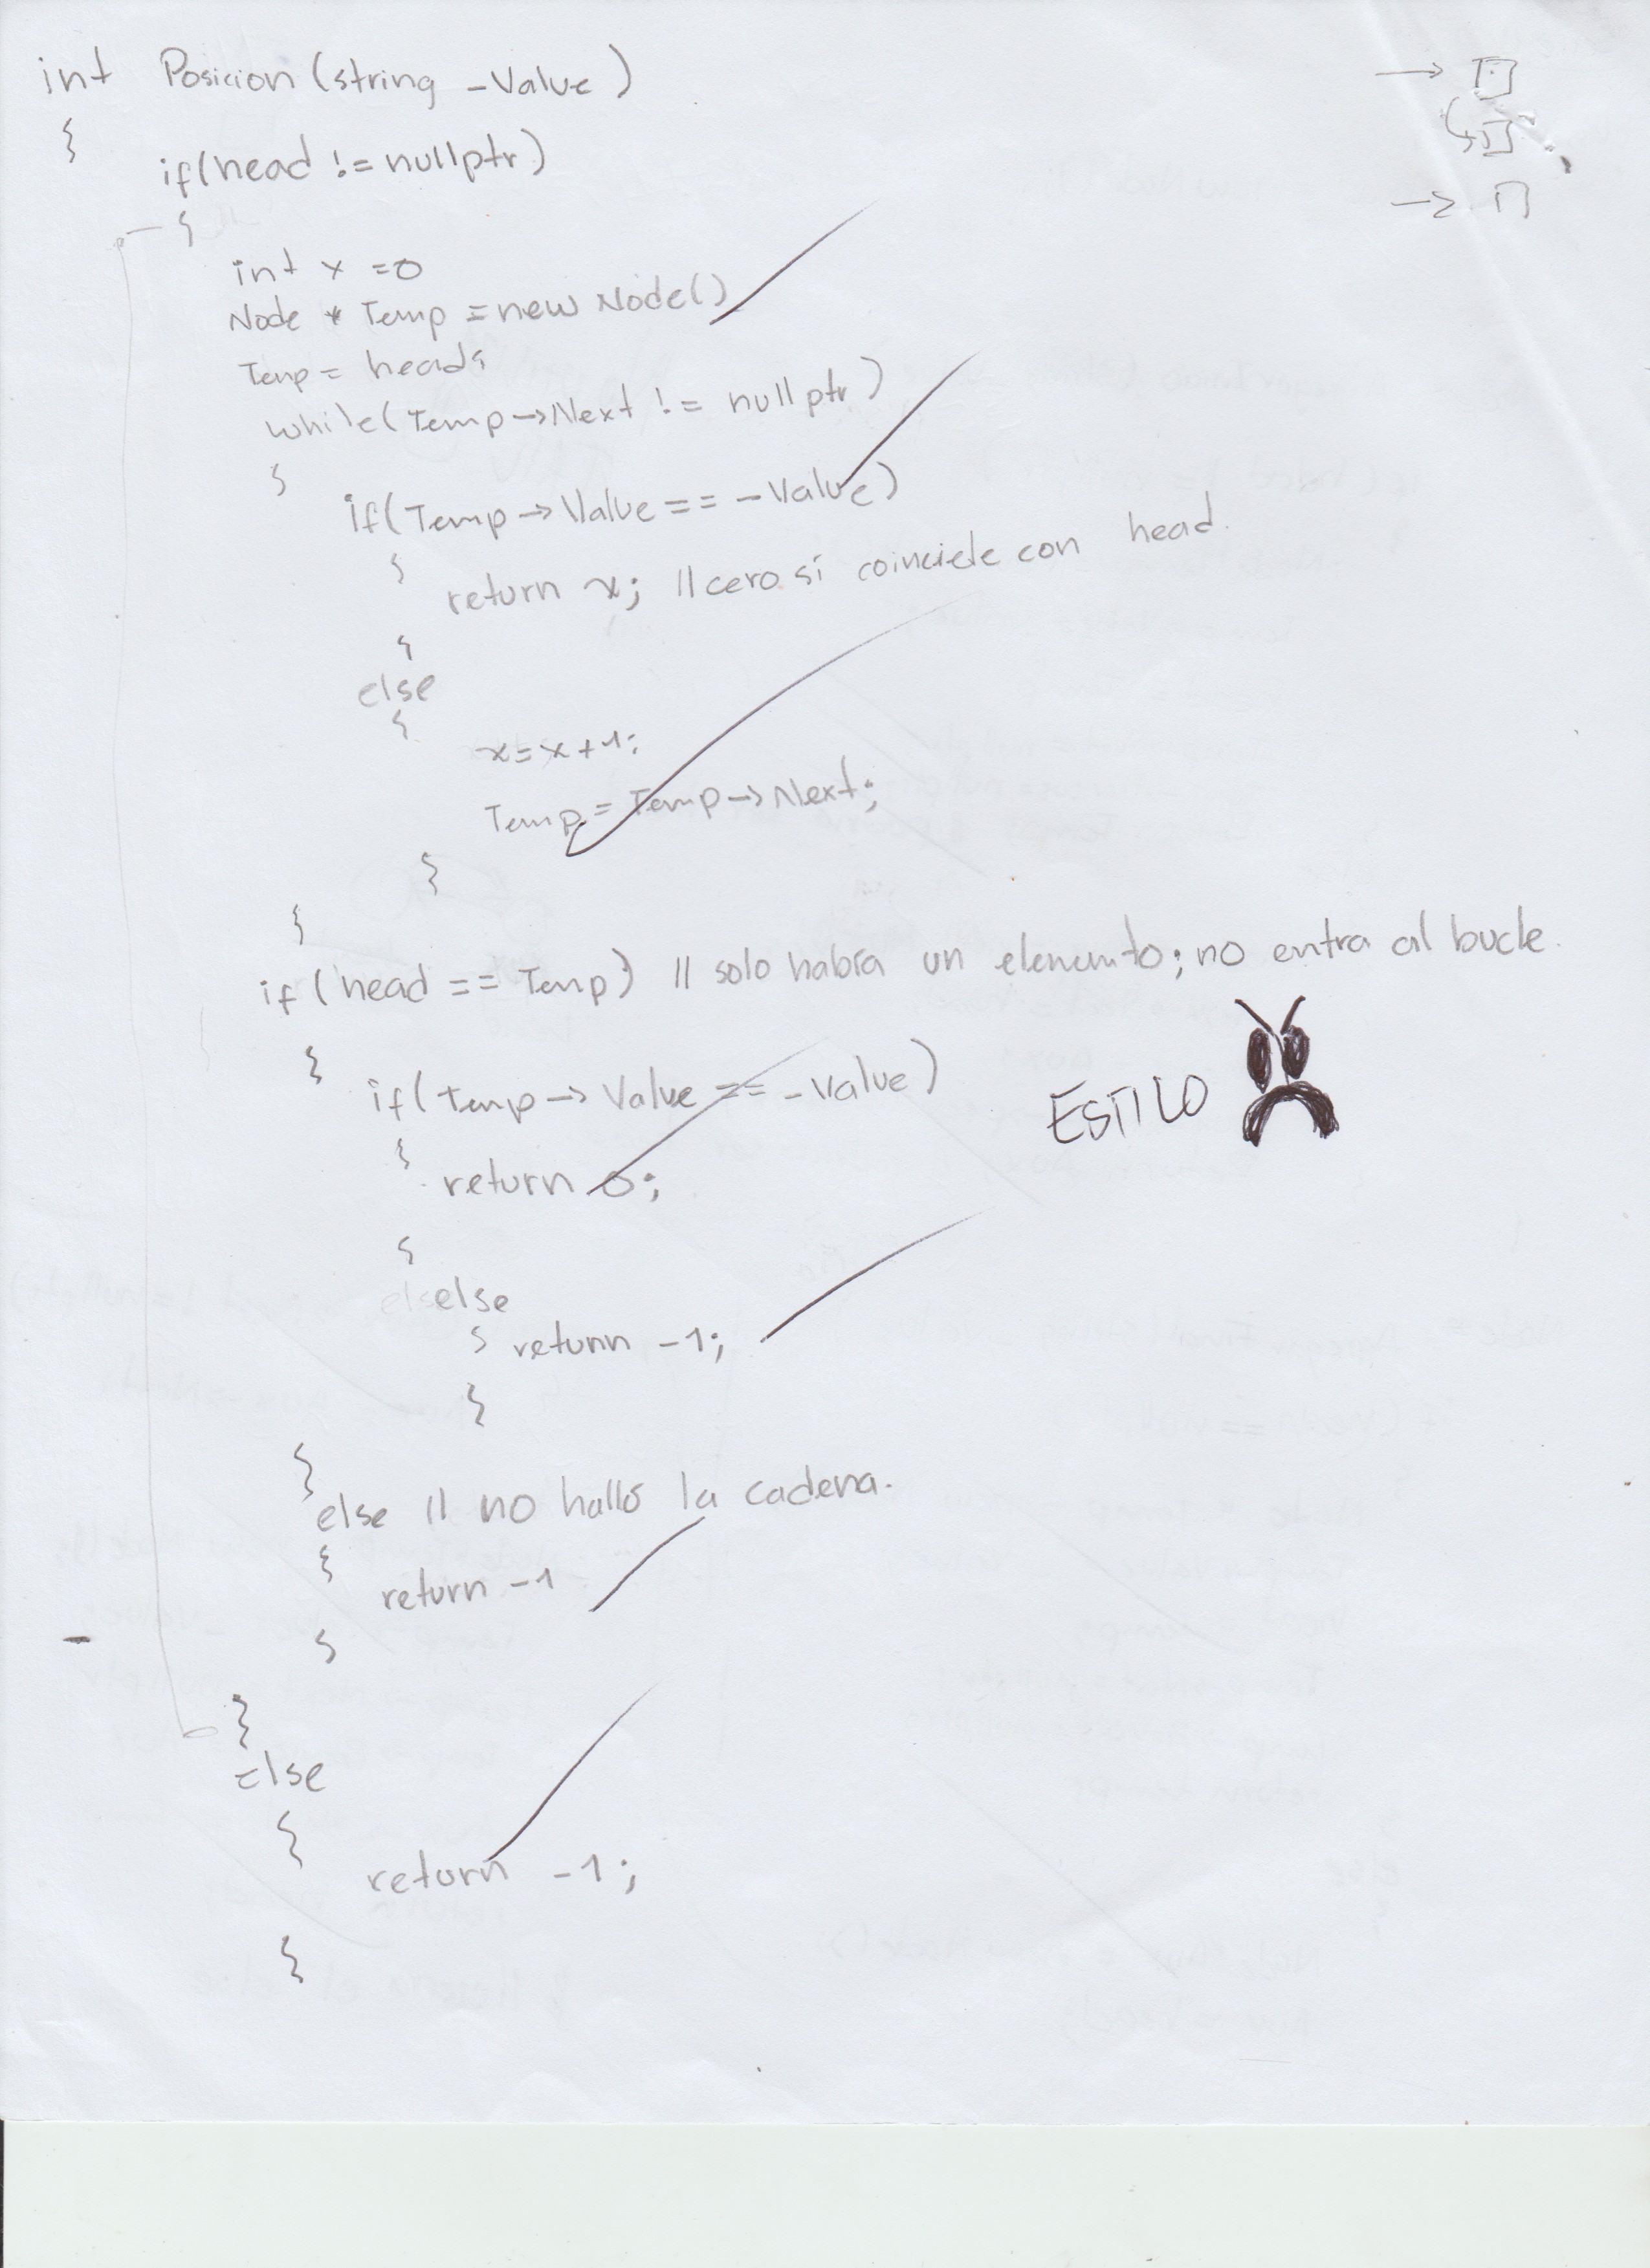 int Posicion (string _Value)
{
if(head != nullptr)
{
int x =0
Node * Temp = new Node()
Temp = head;
while(Temp->Next != nullptr)
{
if(Temp->Value == _Value)
{
return x; // cero si coincide con head.
}
else
{
x=x+1;
Temp = Temp->Next;
}
}
if (head == Temp) // solo habra un elemento; no entra al bucle.
{
if(temp->Value == _Value)
ESTILO
{
return 0;
}
else
{ return -1;
}
}
else // no halló la cadena.
{
return -1
}
}
else
{
return -1;
}